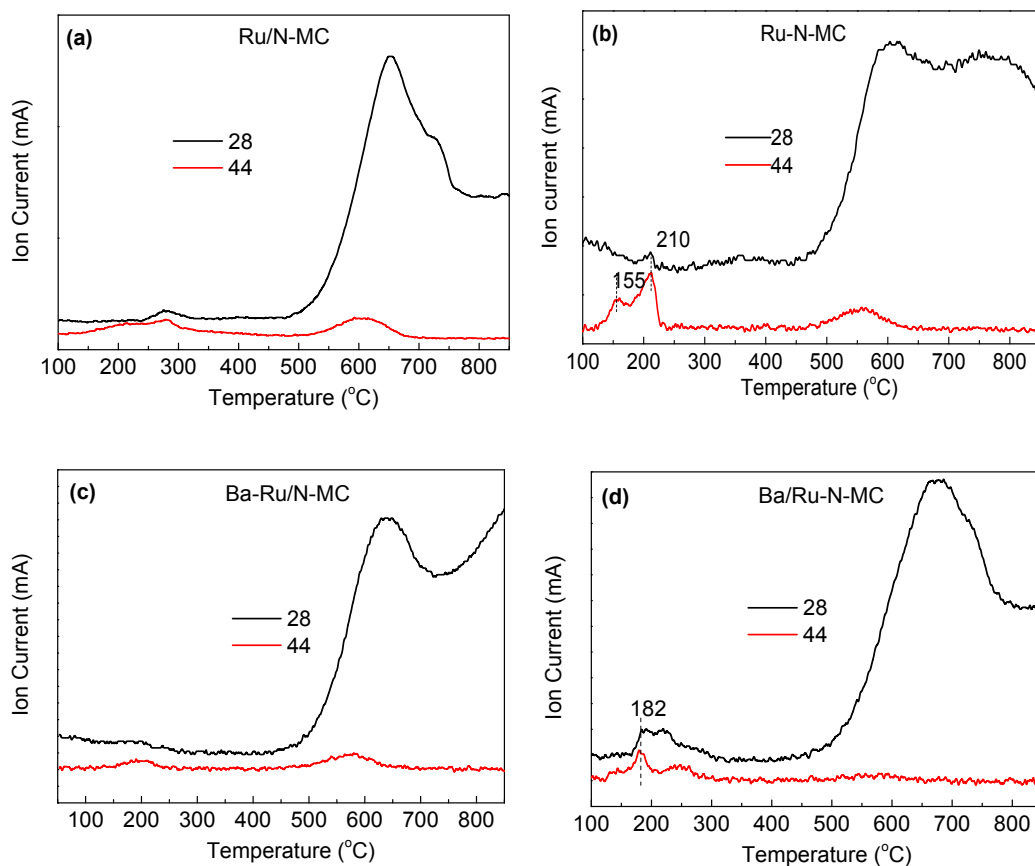 (a)
Ru/N-MC
Ion Current (mA)
28
44
100 200 300 400 500 600 700 800
Temperature (°C)
(b)
Ru-N-MC
Ion current (mA)
28
44
210
155
100 200 300 400 500 600 700 800
Temperature (°C)
(c)
Ba-Ru/N-MC
Ion Current (mA)
28
44
100 200 300 400 500 600 700 800
Temperature (°C)
(d)
Ba/Ru-N-MC
Ion Current (mA)
28
44
182
100 200 300 400 500 600 700 800
Temperature (°C)